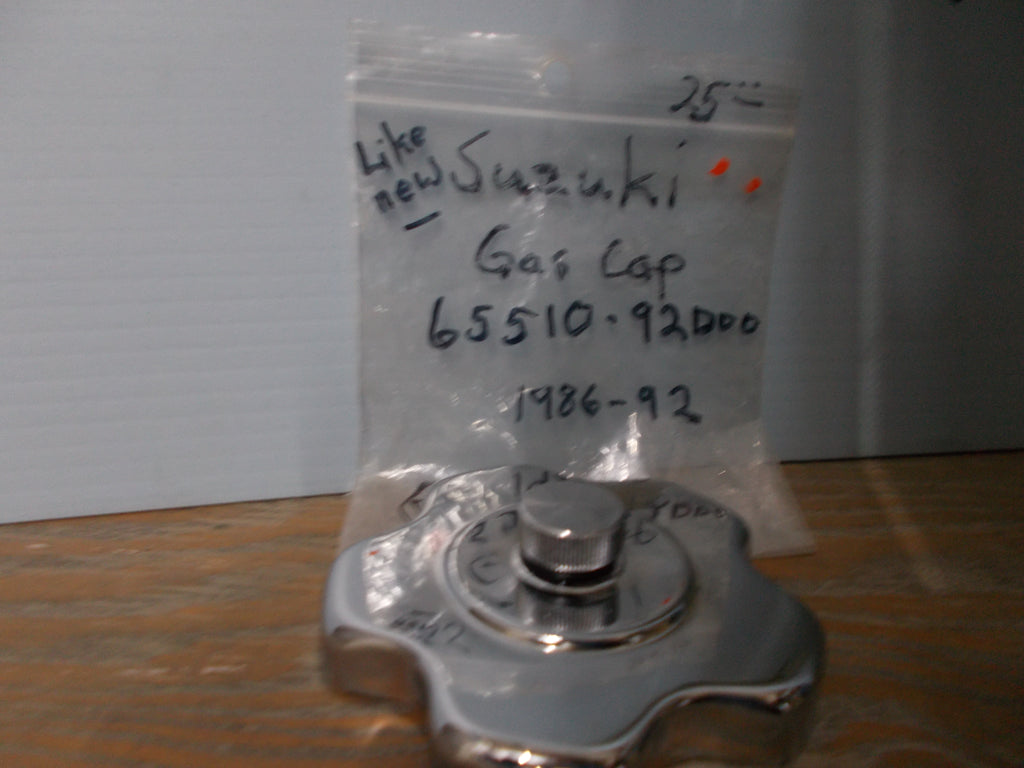 25
Like
new
Suzuki
Gas Cap
65510-92D00
1986-92